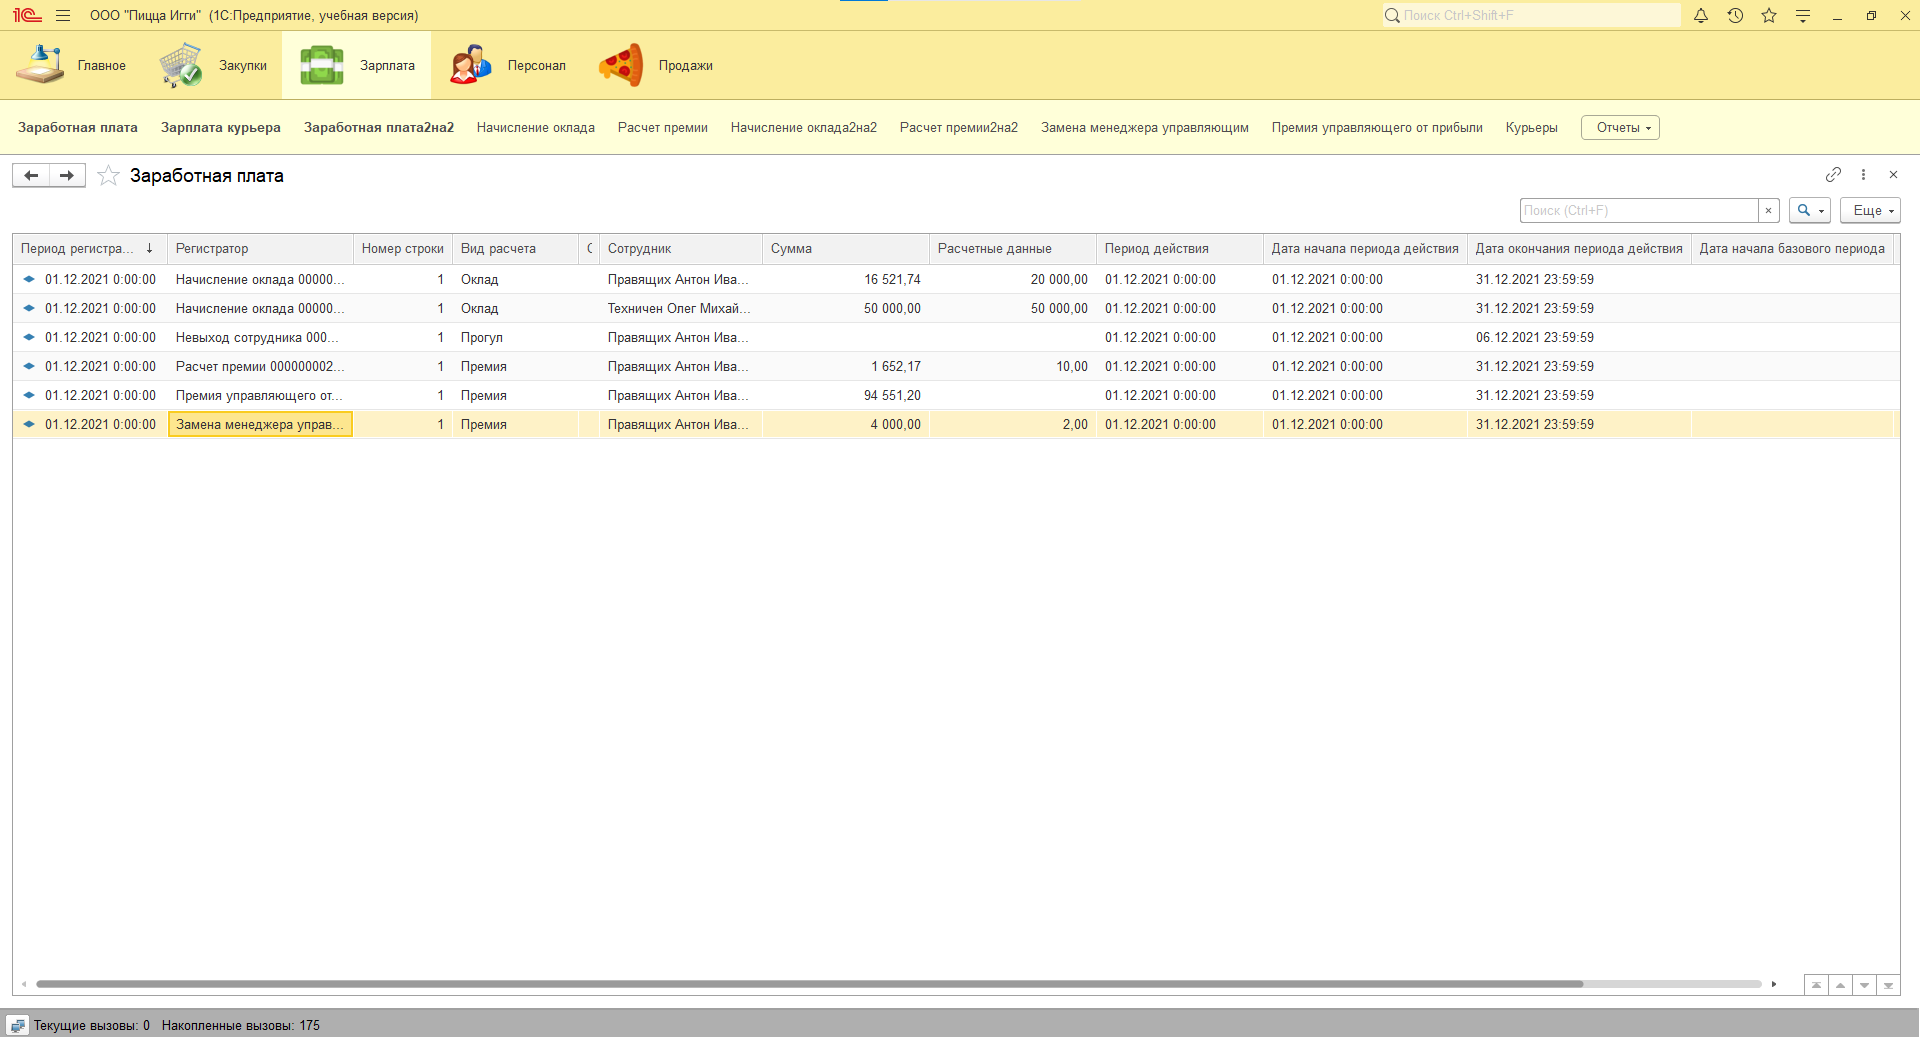 1С ООО "Пицца Игги" (1С:Предприятие, учебная версия) Поиск Ctrl+Shift+F
Главное Закупки Зарплата Персонал Продажи
Заработная плата Зарплата курьера Заработная плата2на2 Начисление оклада Расчет премии Начисление оклада2на2 Расчет премии2на2 Замена менеджера управляющим Премия управляющего от прибыли Курьеры Отчеты
Заработная плата
Поиск (Ctrl+F) × Еще
Период регистра... ↓ Регистратор Номер строки Вид расчета Сотрудник Сумма Расчетные данные Период действия Дата начала периода действия Дата окончания периода действия Дата начала базового периода
01.12.2021 0:00:00 Начисление оклада 00000... 1 Оклад Правящих Антон Ива... 16 521,74 20 000,00 01.12.2021 0:00:00 01.12.2021 0:00:00 31.12.2021 23:59:59
01.12.2021 0:00:00 Начисление оклада 00000... 1 Оклад Техничен Олег Михай... 50 000,00 50 000,00 01.12.2021 0:00:00 01.12.2021 0:00:00 31.12.2021 23:59:59
01.12.2021 0:00:00 Невыход сотрудника 000... 1 Прогул Правящих Антон Ива... 01.12.2021 0:00:00 01.12.2021 0:00:00 06.12.2021 23:59:59
01.12.2021 0:00:00 Расчет премии 000000002... 1 Премия Правящих Антон Ива... 1 652,17 10,00 01.12.2021 0:00:00 01.12.2021 0:00:00 31.12.2021 23:59:59
01.12.2021 0:00:00 Премия управляющего от... 1 Премия Правящих Антон Ива... 94 551,20 01.12.2021 0:00:00 01.12.2021 0:00:00 31.12.2021 23:59:59
01.12.2021 0:00:00 Замена менеджера управ... 1 Премия Правящих Антон Ива... 4 000,00 2,00 01.12.2021 0:00:00 01.12.2021 0:00:00 31.12.2021 23:59:59
Текущие вызовы: 0 Накопленные вызовы: 175